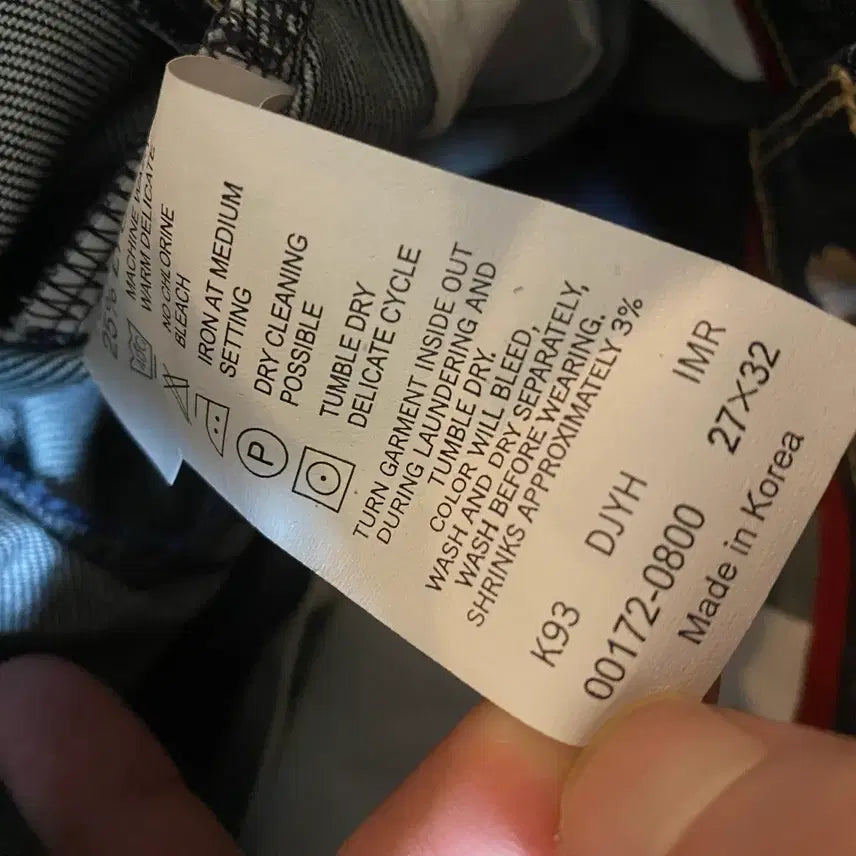 25%
MACHINE
WARM DELICATE
NO CHLORINE
BLEACH
IRON AT MEDIUM
SETTING
P
DRY CLEANING
POSSIBLE
TUMBLE DRY
DELICATE CYCLE
TURN GARMENT INSIDE OUT
DURING LAUNDERING AND
TUMBLE DRY.
COLOR WILL BLEED,
WASH AND DRY SEPARATELY,
WASH BEFORE WEARING.
SHRINKS APPROXIMATELY 3%
K93 DJYH IMR
00172-0800 27X32
Made in Korea